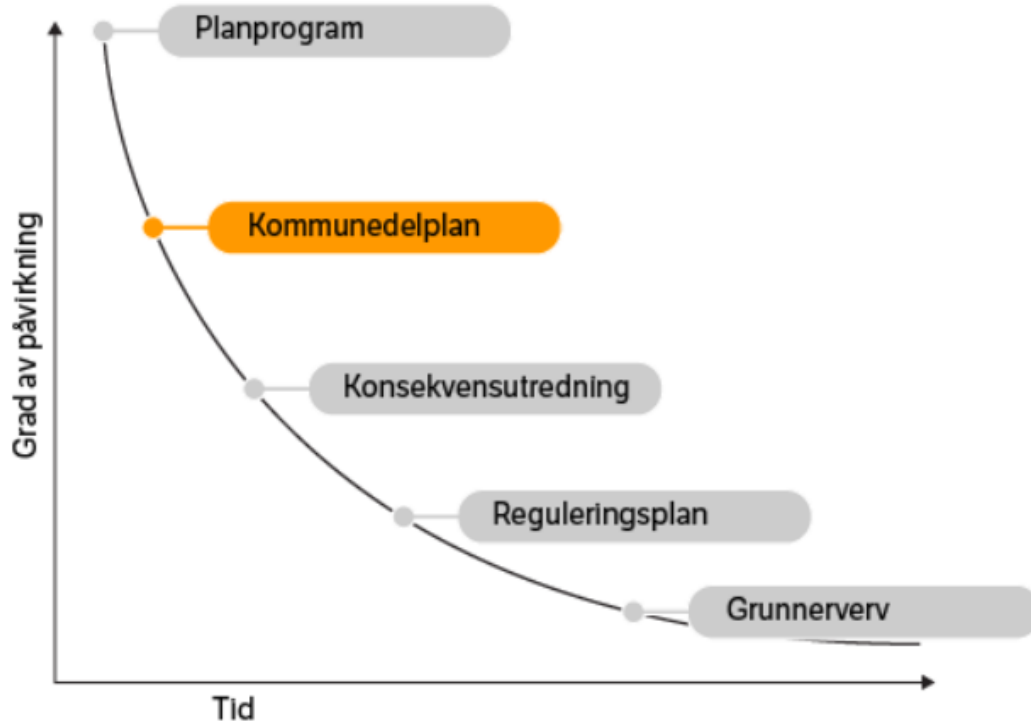 Planprogram
Kommunedelplan
Grad av påvirkning
Konsekvensutredning
Reguleringsplan
Grunnerverv
Tid